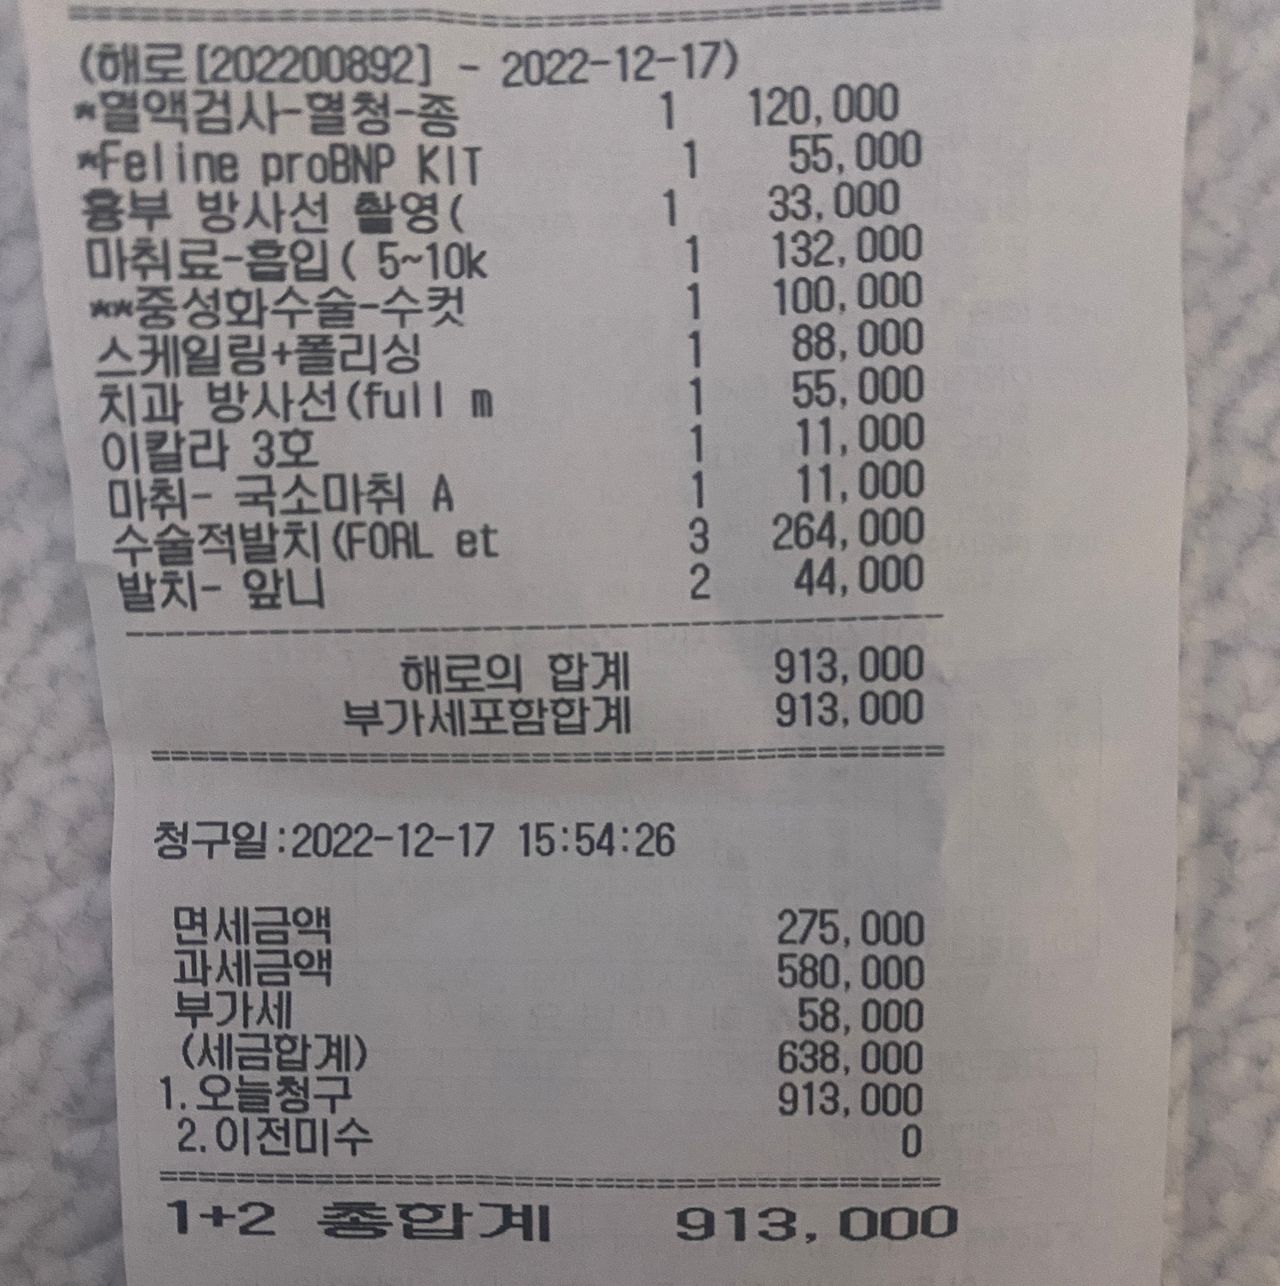 (해로[202200892] - 2022-12-17)
*혈액검사-혈청-종 1 120,000
*Feline proBNP KIT 1 55,000
흉부 방사선 촬영( 1 33,000
마취료-흡입( 5~10k 1 132,000
**중성화수술-수컷 1 100,000
스케일링+폴리싱 1 88,000
치과 방사선(full m 1 55,000
이칼라 3호 1 11,000
마취- 국소마취 A 1 11,000
수술적발치(FORL et 3 264,000
발치- 앞니 2 44,000
해로의 합계 913,000
부가세포함합계 913,000
청구일:2022-12-17 15:54:26
면세금액 275,000
과세금액 580,000
부가세 58,000
(세금합계) 638,000
1.오늘청구 913,000
2.이전미수 0
1+2 총합계 913,000